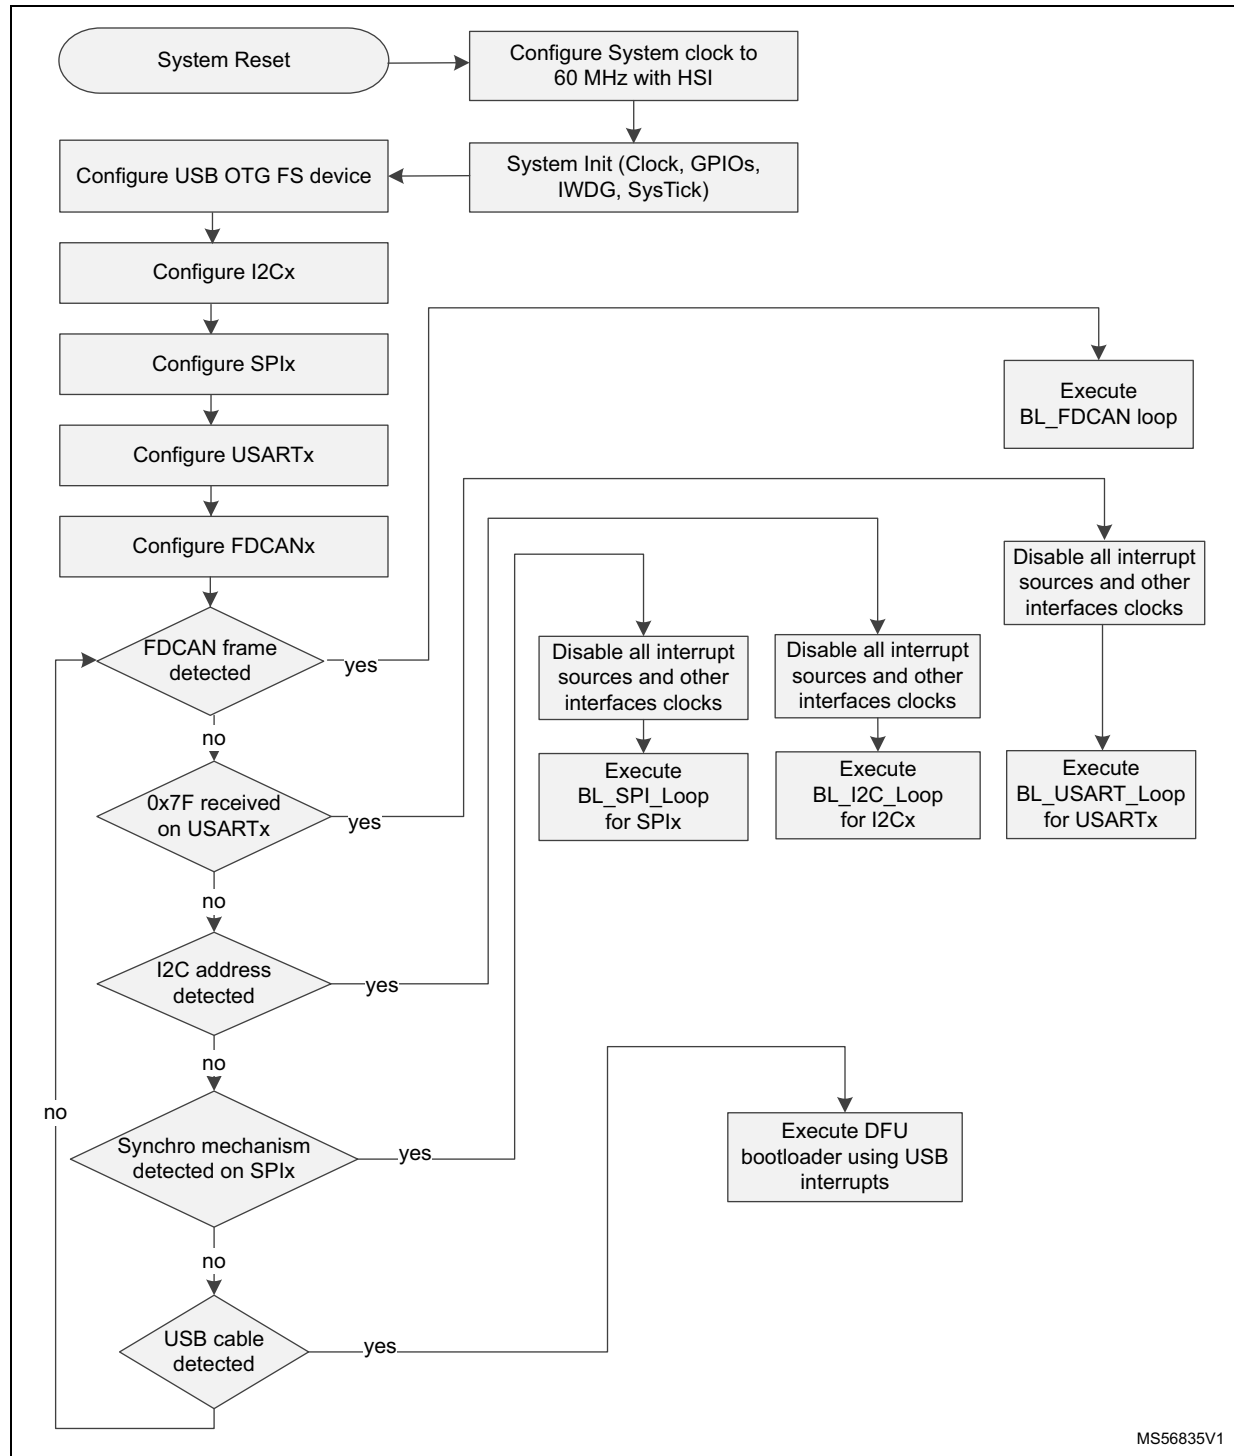 System Reset
Configure System clock to
60 MHz with HSI
System Init (Clock, GPIOs,
IWDG, SysTick)
Configure USB OTG FS device
Configure I2Cx
Configure SPIx
Configure USARTx
Configure FDCANx
FDCAN frame
detected
yes
no
Execute
BL_FDCAN loop
0x7F received
on USARTx
yes
no
Disable all interrupt
sources and other
interfaces clocks
Execute
BL_USART_Loop
for USARTx
I2C address
detected
yes
no
Disable all interrupt
sources and other
interfaces clocks
Execute
BL_I2C_Loop
for I2Cx
Synchro mechanism
detected on SPIx
yes
no
Disable all interrupt
sources and other
interfaces clocks
Execute
BL_SPI_Loop
for SPIx
USB cable
detected
yes
no
Execute DFU
bootloader using USB
interrupts
MS56835V1